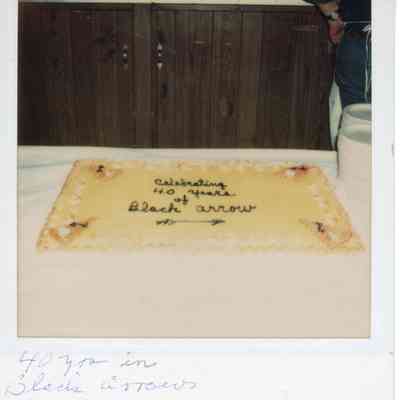 Celebrating
40 Years
of
Black arrow
40 yrs in
Black arrows